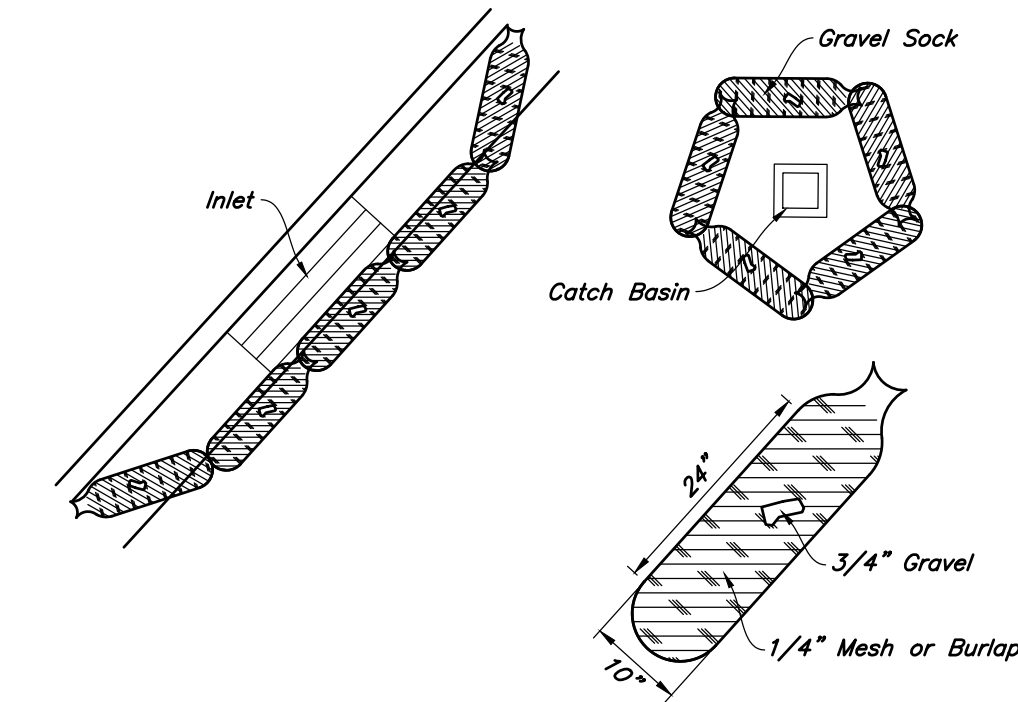 Gravel Sock
Inlet
Catch Basin
24”
3/4” Gravel
1/4” Mesh or Burlap
10”